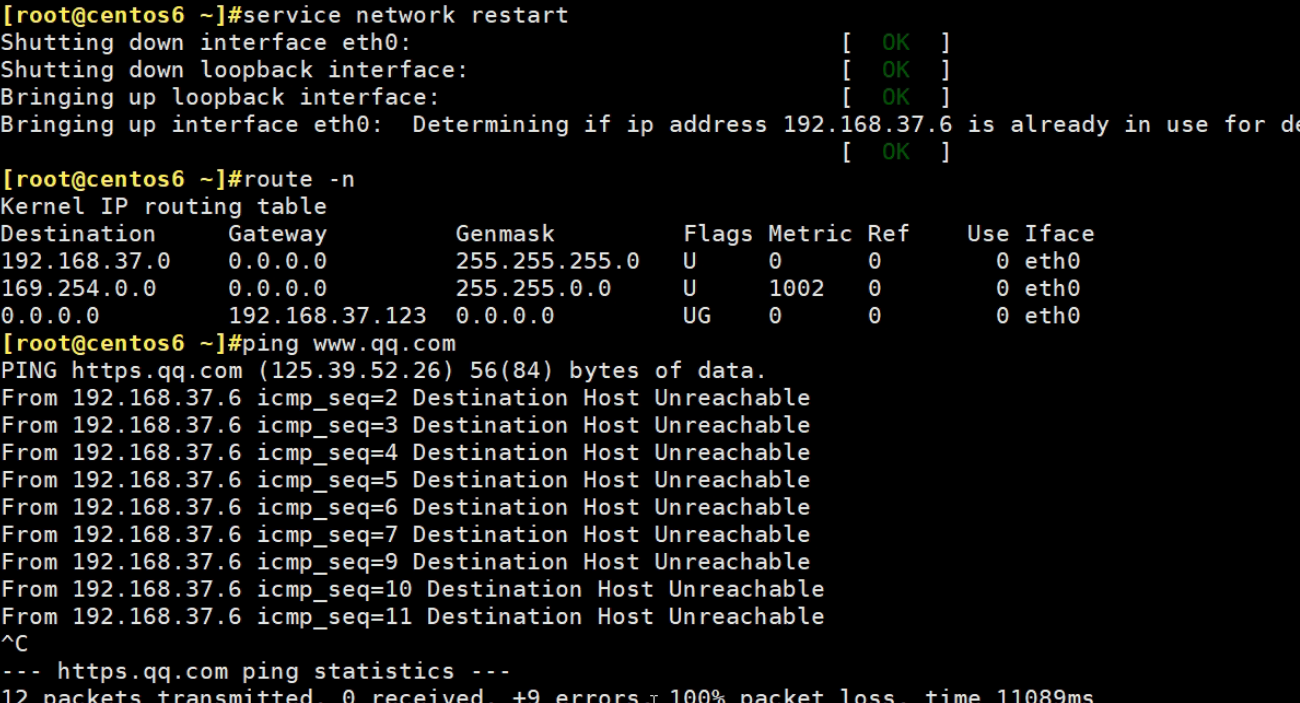 [root@centos6 ~]#service network restart
Shutting down interface eth0:                              [  OK  ]
Shutting down loopback interface:                          [  OK  ]
Bringing up loopback interface:                            [  OK  ]
Bringing up interface eth0:  Determining if ip address 192.168.37.6 is already in use for de
                                                           [  OK  ]
[root@centos6 ~]#route -n
Kernel IP routing table
Destination     Gateway         Genmask         Flags Metric Ref    Use Iface
192.168.37.0    0.0.0.0         255.255.255.0   U     0      0        0 eth0
169.254.0.0     0.0.0.0         255.255.0.0     U     1002   0        0 eth0
0.0.0.0         192.168.37.123  0.0.0.0         UG    0      0        0 eth0
[root@centos6 ~]#ping www.qq.com
PING https.qq.com (125.39.52.26) 56(84) bytes of data.
From 192.168.37.6 icmp_seq=2 Destination Host Unreachable
From 192.168.37.6 icmp_seq=3 Destination Host Unreachable
From 192.168.37.6 icmp_seq=4 Destination Host Unreachable
From 192.168.37.6 icmp_seq=5 Destination Host Unreachable
From 192.168.37.6 icmp_seq=6 Destination Host Unreachable
From 192.168.37.6 icmp_seq=7 Destination Host Unreachable
From 192.168.37.6 icmp_seq=9 Destination Host Unreachable
From 192.168.37.6 icmp_seq=10 Destination Host Unreachable
From 192.168.37.6 icmp_seq=11 Destination Host Unreachable
^C
--- https.qq.com ping statistics ---
12 packets transmitted, 0 received, +9 errors, 100% packet loss, time 11089ms